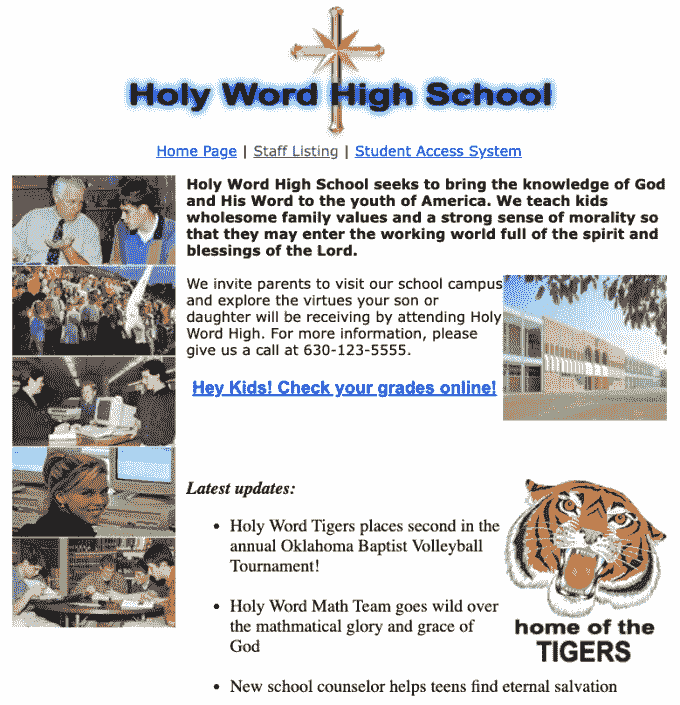 Holy Word High School
Home Page | Staff Listing | Student Access System
Holy Word High School seeks to bring the knowledge of God
and His Word to the youth of America. We teach kids
wholesome family values and a strong sense of morality so
that they may enter the working world full of the spirit and
blessings of the Lord.
We invite parents to visit our school campus
and explore the virtues your son or
daughter will be receiving by attending Holy
Word High. For more information, please
give us a call at 630-123-5555.
Hey Kids! Check your grades online!
Latest updates:
• Holy Word Tigers places second in the
annual Oklahoma Baptist Volleyball
Tournament!
• Holy Word Math Team goes wild over
the mathmatical glory and grace of
God
• New school counselor helps teens find eternal salvation
home of the
TIGERS